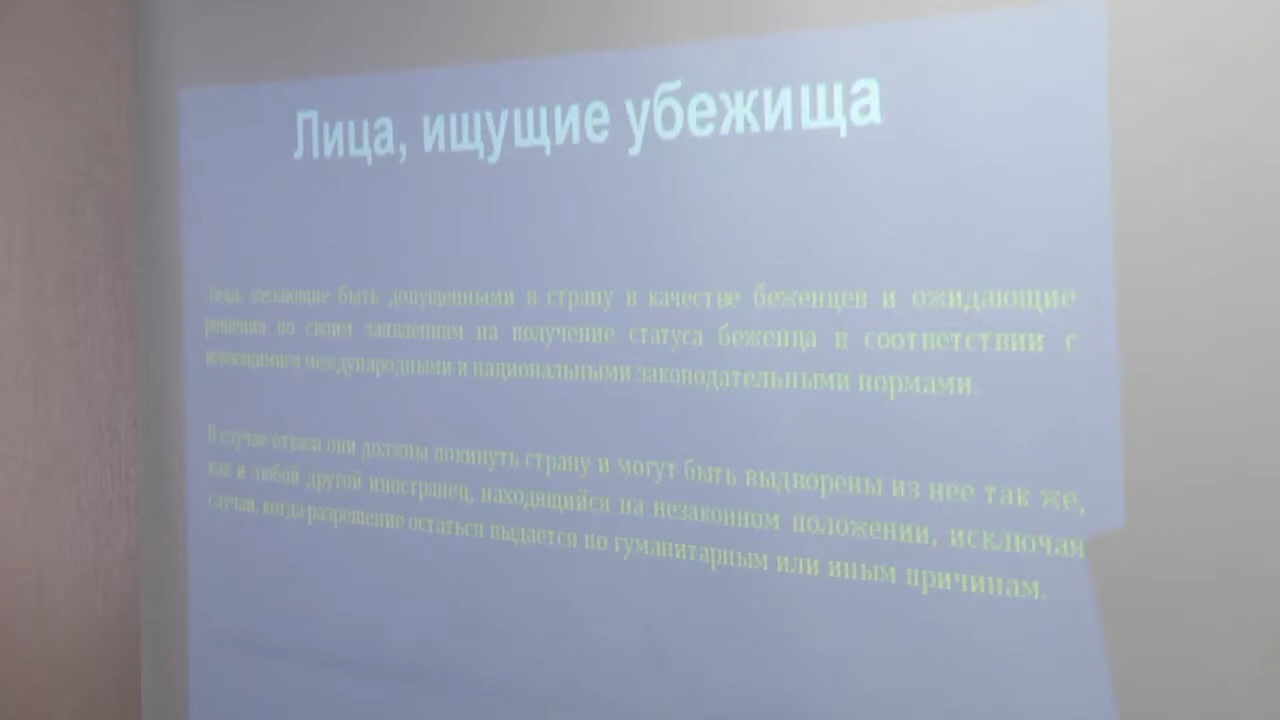 Лица, ищущие убежища
Лица, желающие быть допущенными в страну в качестве беженцев и ожидающие
решения по своим заявлениям на получение статуса беженца в соответствии с
имеющимися международными и национальными законодательными нормами.
В случае отказа они должны покинуть страну и могут быть выдворены из нее так же,
как и любой другой иностранец, находящийся на незаконном положении, исключая
случаи, когда разрешение остаться выдается по гуманитарным или иным причинам.